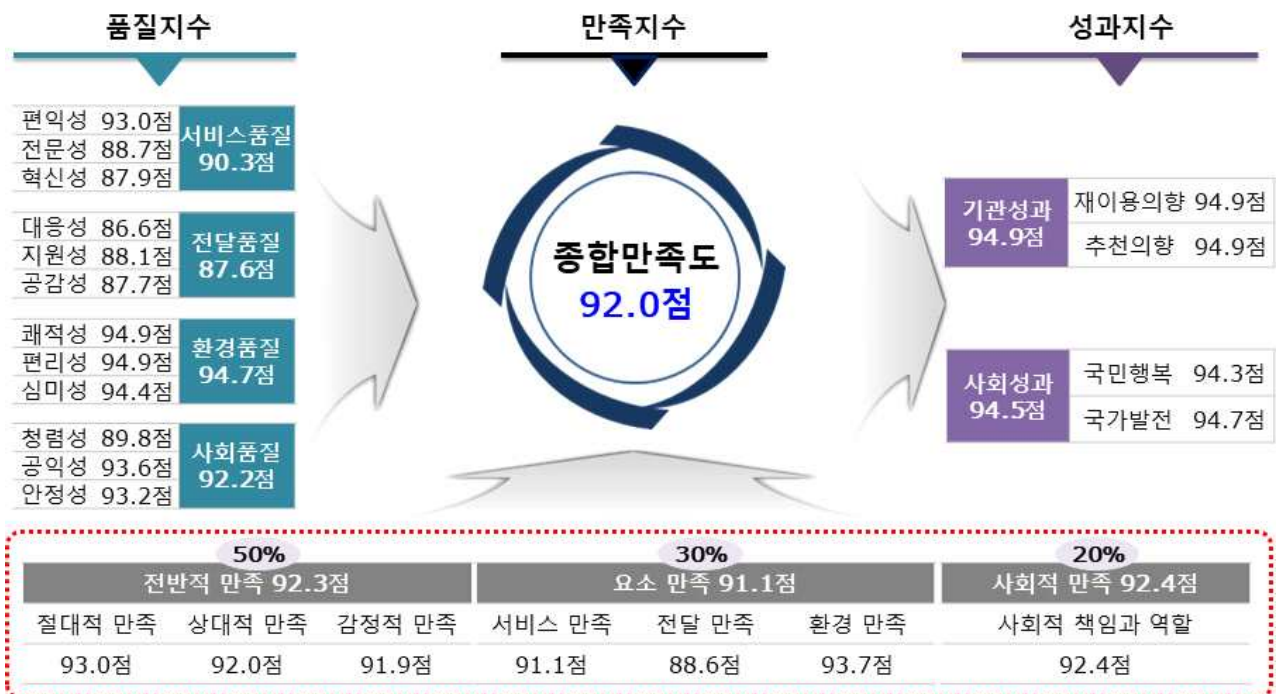 품질지수
만족지수
성과지수
편익성 93.0점
전문성 88.7점
혁신성 87.9점
서비스품질
90.3점
대응성 86.6점
지원성 88.1점
공감성 87.7점
전달품질
87.6점
쾌적성 94.9점
편리성 94.9점
심미성 94.4점
환경품질
94.7점
청렴성 89.8점
공익성 93.6점
안정성 93.2점
사회품질
92.2점
종합만족도
92.0점
기관성과
94.9점
재이용의향 94.9점
추천의향 94.9점
사회성과
94.5점
국민행복 94.3점
국가발전 94.7점
50%
30%
20%
전반적 만족 92.3점
요소 만족 91.1점
사회적 만족 92.4점
절대적 만족 상대적 만족 감정적 만족 서비스 만족 전달 만족 환경 만족 사회적 책임과 역할
93.0점 92.0점 91.9점 91.1점 88.6점 93.7점 92.4점